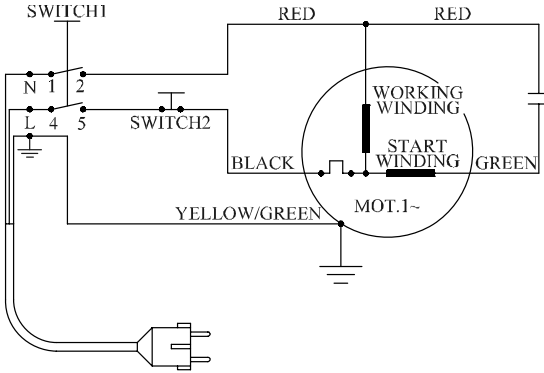 SWITCH1
RED
RED
N 1 2
WORKING
WINDING
L 4 5
SWITCH2
START
WINDING
BLACK
GREEN
YELLOW/GREEN
MOT.1~